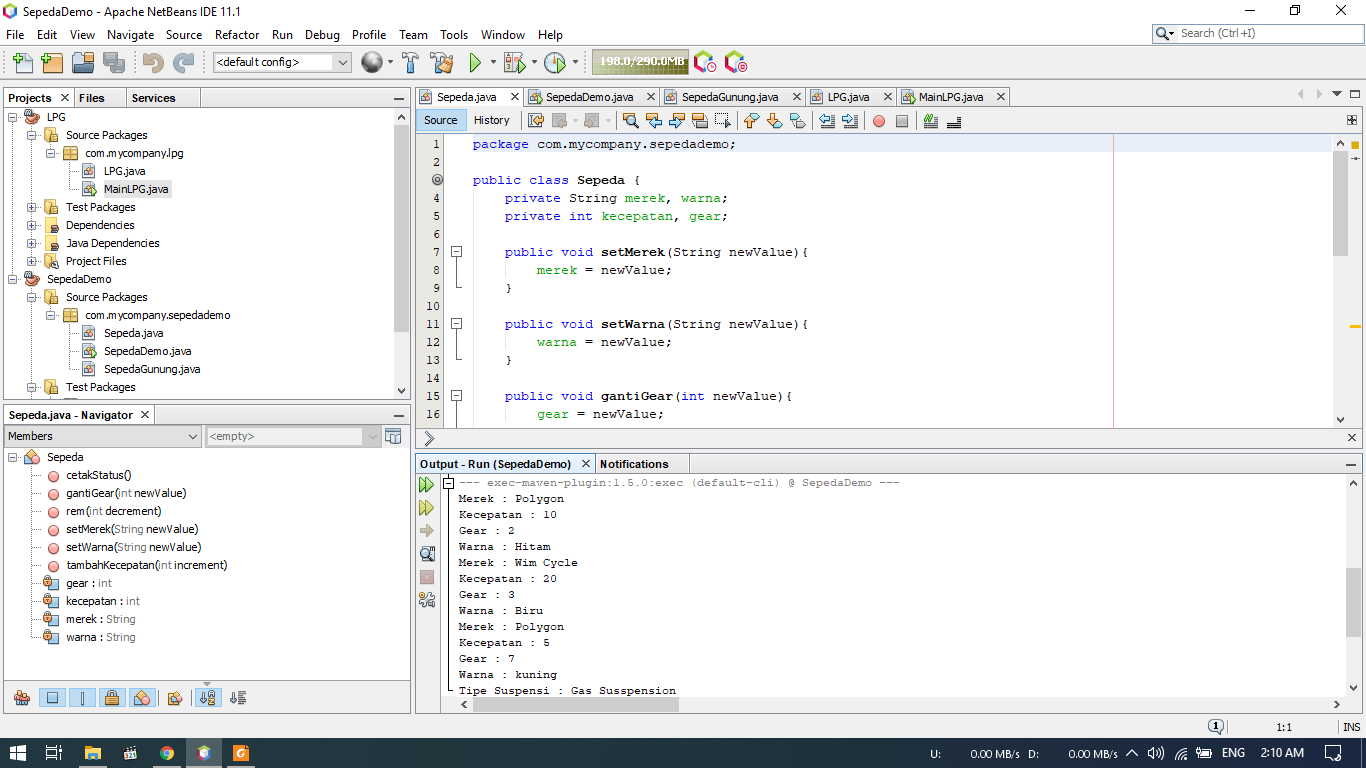 SepedaDemo - Apache NetBeans IDE 11.1
File Edit View Navigate Source Refactor Run Debug Profile Team Tools Window Help
Search (Ctrl+I)
<default config>
198.0/290.0MB
Projects Files Services
LPG
Source Packages
com.mycompany.lpg
LPG.java
MainLPG.java
Test Packages
Dependencies
Java Dependencies
Project Files
SepedaDemo
Source Packages
com.mycompany.sepedademo
Sepeda.java
SepedaDemo.java
SepedaGunung.java
Test Packages
Sepeda.java - Navigator
Members
<empty>
Sepeda
cetakStatus()
gantiGear(int newValue)
rem(int decrement)
setMerek(String newValue)
setWarna(String newValue)
tambahKecepatan(int increment)
gear : int
kecepatan : int
merek : String
warna : String
Sepeda.java SepedaDemo.java SepedaGunung.java LPG.java MainLPG.java
Source History
1 package com.mycompany.sepedademo;
2
public class Sepeda {
4 private String merek, warna;
5 private int kecepatan, gear;
6
7 public void setMerek(String newValue){
8 merek = newValue;
9 }
10
11 public void setWarna(String newValue){
12 warna = newValue;
13 }
14
15 public void gantiGear(int newValue){
16 gear = newValue;
Output - Run (SepedaDemo) Notifications
--- exec-maven-plugin:1.5.0:exec (default-cli) @ SepedaDemo ---
Merek : Polygon
Kecepatan : 10
Gear : 2
Warna : Hitam
Merek : Wim Cycle
Kecepatan : 20
Gear : 3
Warna : Biru
Merek : Polygon
Kecepatan : 5
Gear : 7
Warna : kuning
Tipe Suspensi : Gas Susspension
1 1:1 INS
U: 0.00 MB/s D: 0.00 MB/s ENG 2:10 AM